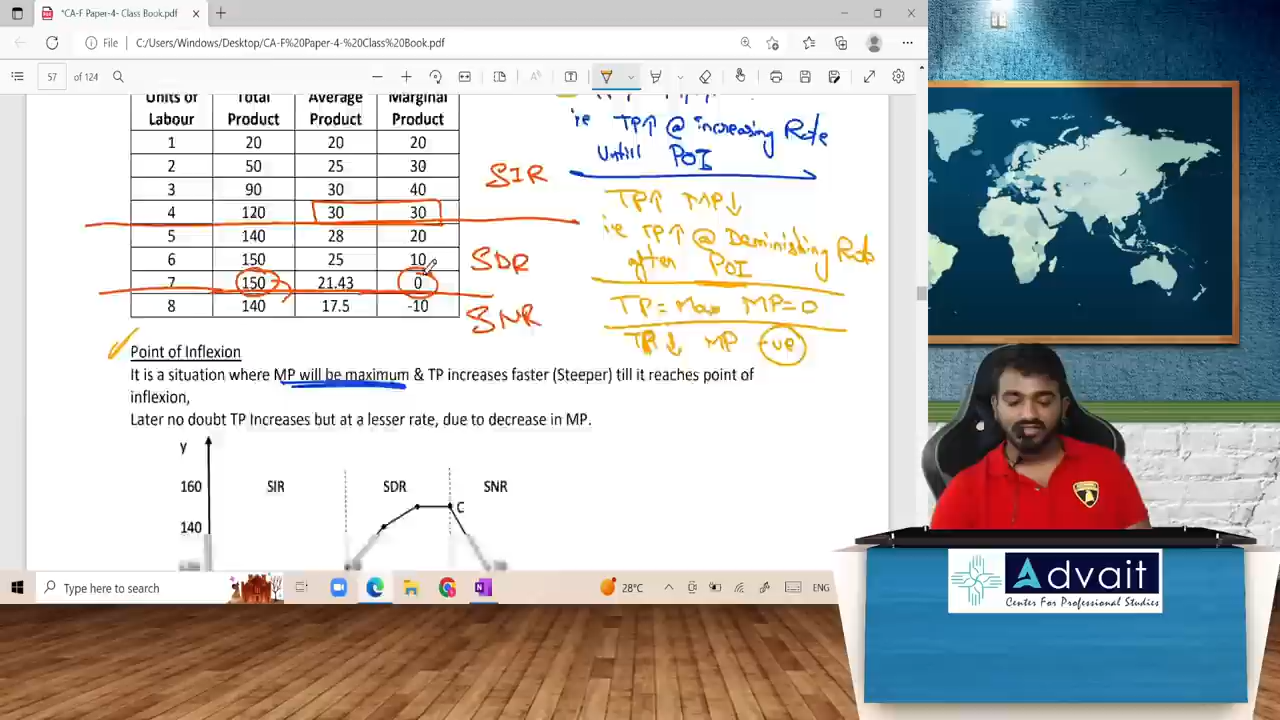 *CA-F Paper-4- Class Book.pdf
File C:/Users/Windows/Desktop/CA-F%20Paper-4-%20Class%20Book.pdf
57 of 124
Units of Labour Total Product Average Product Marginal Product
1 20 20 20
2 50 25 30
3 90 30 40
4 120 30 30
5 140 28 20
6 150 25 10
7 150 21.43 0
8 140 17.5 -10
SIR
SDR
SNR
ie TP↑ @ increasing Rate
Untill POI
TP↑ MP↓
ie TP↑ @ Deminishing Rate
after POI
TP = Max MP=0
TP↓ MP -ve
Point of Inflexion
It is a situation where MP will be maximum & TP increases faster (Steeper) till it reaches point of
inflexion,
Later no doubt TP Increases but at a lesser rate, due to decrease in MP.
y
160 SIR SDR SNR
C
140
Type here to search
28°C
ENG
Advait
Center For Professional Studies